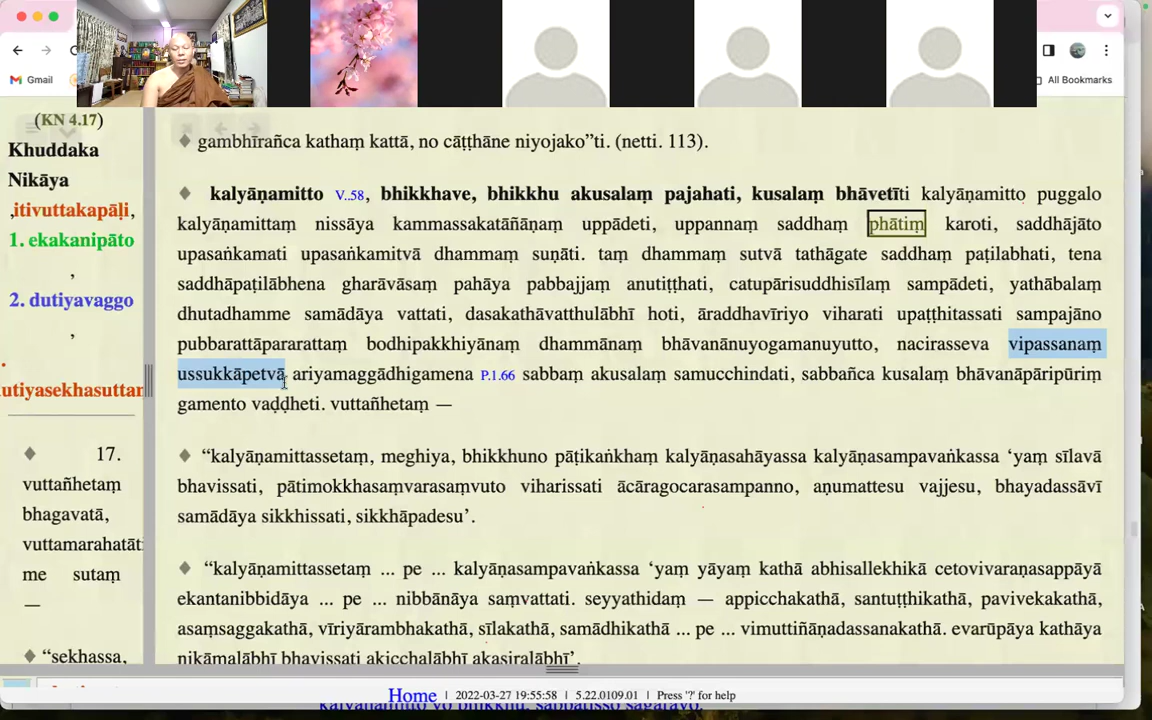 Gmail
All Bookmarks
(KN 4.17)
Khuddaka
Nikāya
,itivuttakapāḷi,
1. ekakanipāto
,
2. dutiyavaggo
,
17.
vuttañhetaṃ
bhagavatā,
vuttamarahatāti
me sutaṃ
—
♦ “sekhassa,
♦ gambhīrañca kathaṃ kattā, no cāṭṭhāne niyojako”ti. (netti. 113).
♦ kalyāṇamitto V..58, bhikkhave, bhikkhu akusalaṃ pajahati, kusalaṃ bhāvetīti kalyāṇamitto puggalo
kalyāṇamittaṃ nissāya kammassakatāñāṇaṃ uppādeti, uppannaṃ saddhaṃ phātiṃ karoti, saddhājāto
upasaṅkamati upasaṅkamitvā dhammaṃ suṇāti. taṃ dhammaṃ sutvā tathāgate saddhaṃ paṭilabhati, tena
saddhāpaṭilābhena gharāvāsaṃ pahāya pabbajjaṃ anutiṭṭhati, catupārisuddhisīlaṃ sampādeti, yathābalaṃ
dhutadhamme samādāya vattati, dasakathāvatthulābhī hoti, āraddhavīriyo viharati upaṭṭhitassati sampajāno
pubbarattāpararattaṃ bodhipakkhiyānaṃ dhammānaṃ bhāvanānuyogamanuyutto, nacirasseva vipassanaṃ
ussukkāpetvā ariyamaggādhigamena P.1.66 sabbaṃ akusalaṃ samucchindati, sabbañca kusalaṃ bhāvanāpāripūriṃ
gamento vaḍḍheti. vuttañhetaṃ —
♦ “kalyāṇamittassetaṃ, meghiya, bhikkhuno pāṭikaṅkhaṃ kalyāṇasahāyassa kalyāṇasampavaṅkassa ‘yaṃ sīlavā
bhavissati, pātimokkhasaṃvarasaṃvuto viharissati ācāragocarasampanno, aṇumattesu vajjesu, bhayadassāvī
samādāya sikkhissati, sikkhāpadesu’.
♦ “kalyāṇamittassetaṃ ... pe ... kalyāṇasampavaṅkassa ‘yaṃ yāyaṃ kathā abhisallekhikā cetovivaraṇasappāyā
ekantanibbidāya ... pe ... nibbānāya saṃvattati. seyyathidaṃ — appicchakathā, santuṭṭhikathā, pavivekakathā,
asaṃsaggakathā, vīriyārambhakathā, sīlakathā, samādhikathā ... pe ... vimuttiñāṇadassanakathā. evarūpāya kathāya
nikāmalābhī bhavissati akicchalābhī akasiralābhī’.
Home | 2022-03-27 19:55:58 | 5.22.0109.01 | Press '?' for help